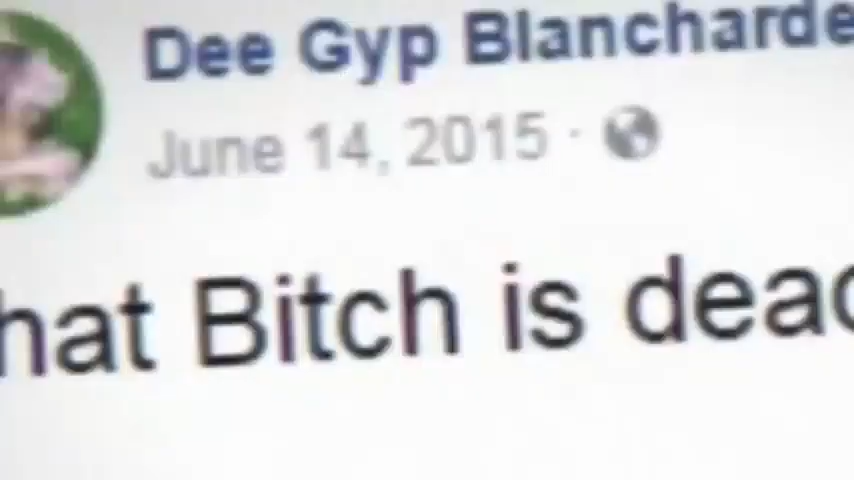 Dee Gyp Blancharde
June 14, 2015 ·
hat Bitch is dead